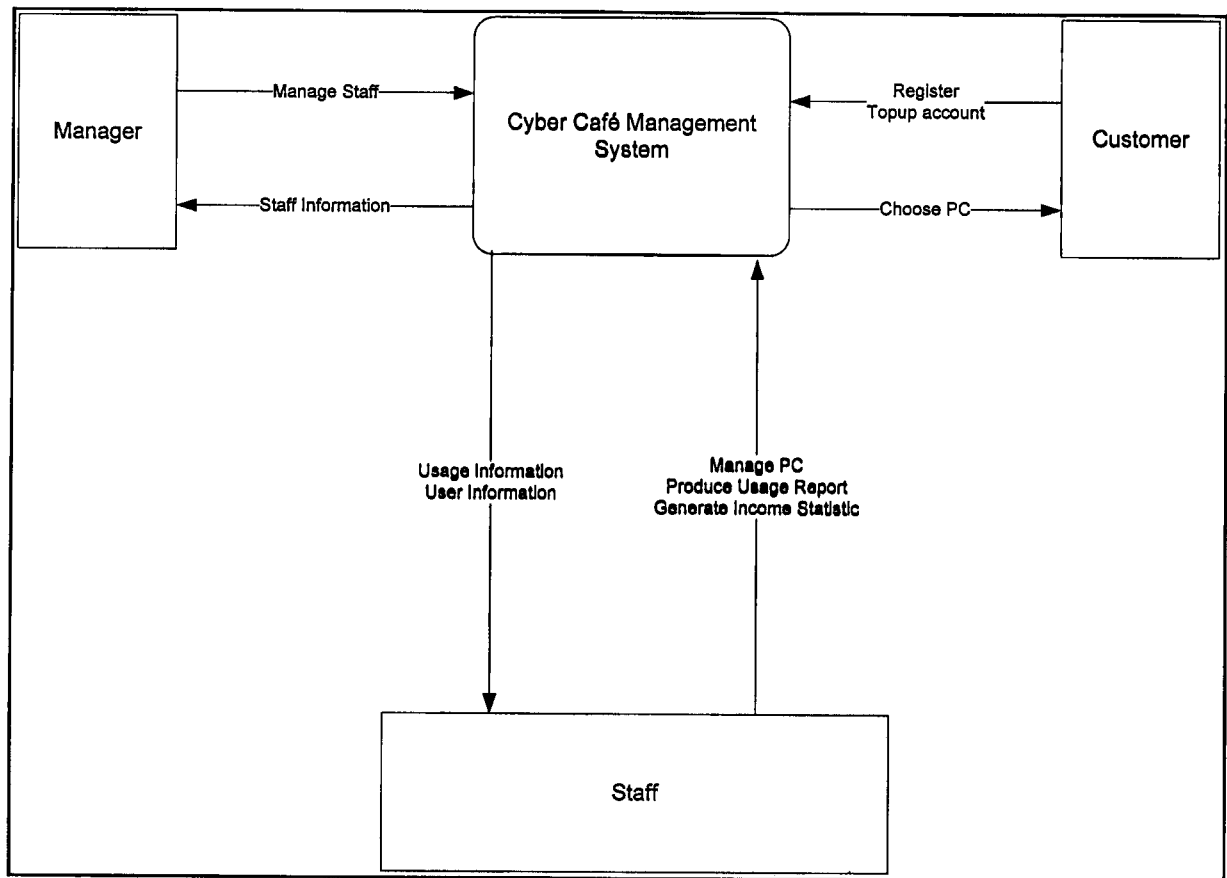 Manager
Manage Staff
Staff Information
Cyber Café Management
System
Register
Topup account
Choose PC
Customer
Usage Information
User Information
Manage PC
Produce Usage Report
Generate Income Statistic
Staff